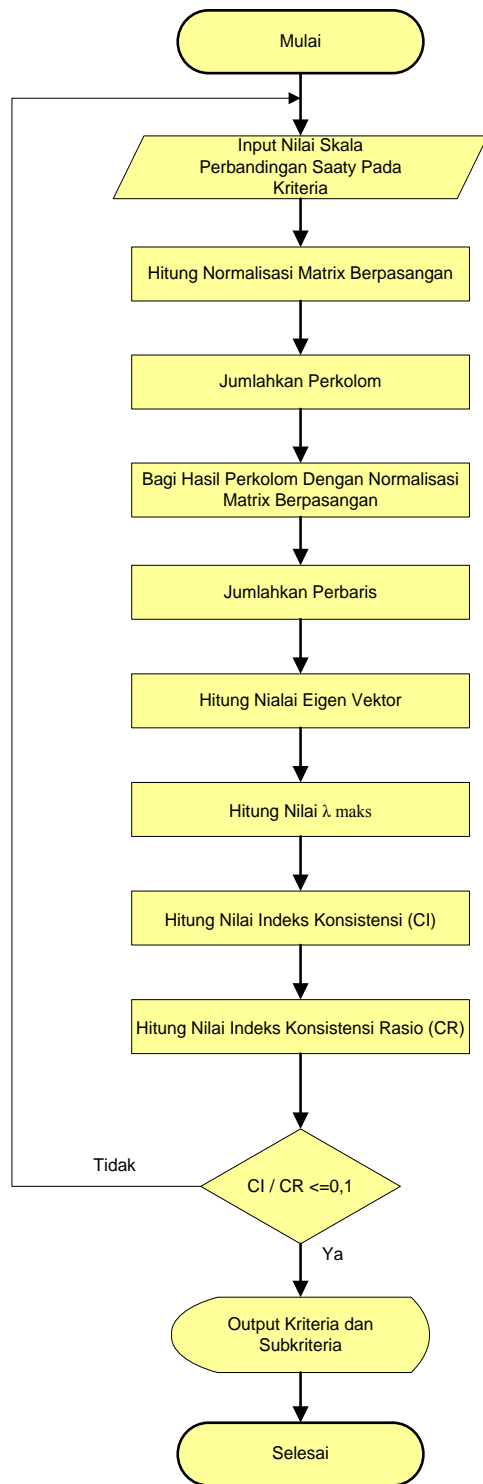 Mulai
Input Nilai Skala
Perbandingan Saaty Pada
Kriteria
Hitung Normalisasi Matrix Berpasangan
Jumlahkan Perkolom
Bagi Hasil Perkolom Dengan Normalisasi
Matrix Berpasangan
Jumlahkan Perbaris
Hitung Nialai Eigen Vektor
Hitung Nilai λ maks
Hitung Nilai Indeks Konsistensi (CI)
Hitung Nilai Indeks Konsistensi Rasio (CR)
Tidak
CI / CR <=0,1
Ya
Output Kriteria dan
Subkriteria
Selesai